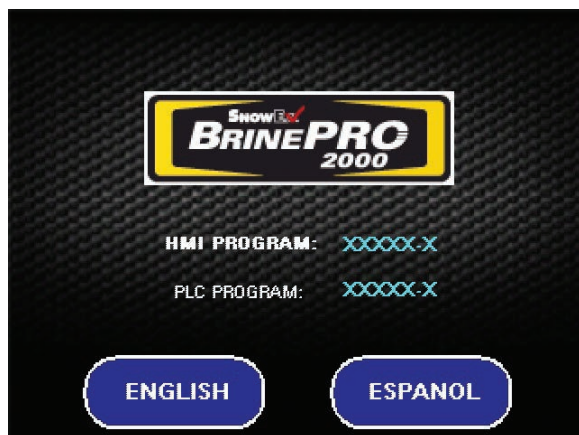 SNOWEX
BRINEPRO
2000
HMI PROGRAM: XXXXX-X
PLC PROGRAM: XXXXX-X
ENGLISH ESPANOL